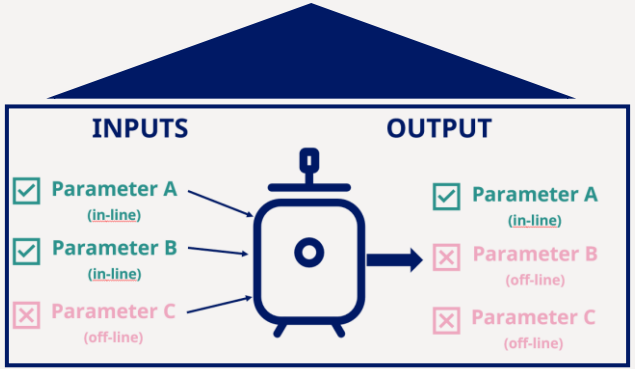 INPUTS
Parameter A
(in-line)
Parameter B
(in-line)
Parameter C
(off-line)
OUTPUT
Parameter A
(in-line)
Parameter B
(off-line)
Parameter C
(off-line)